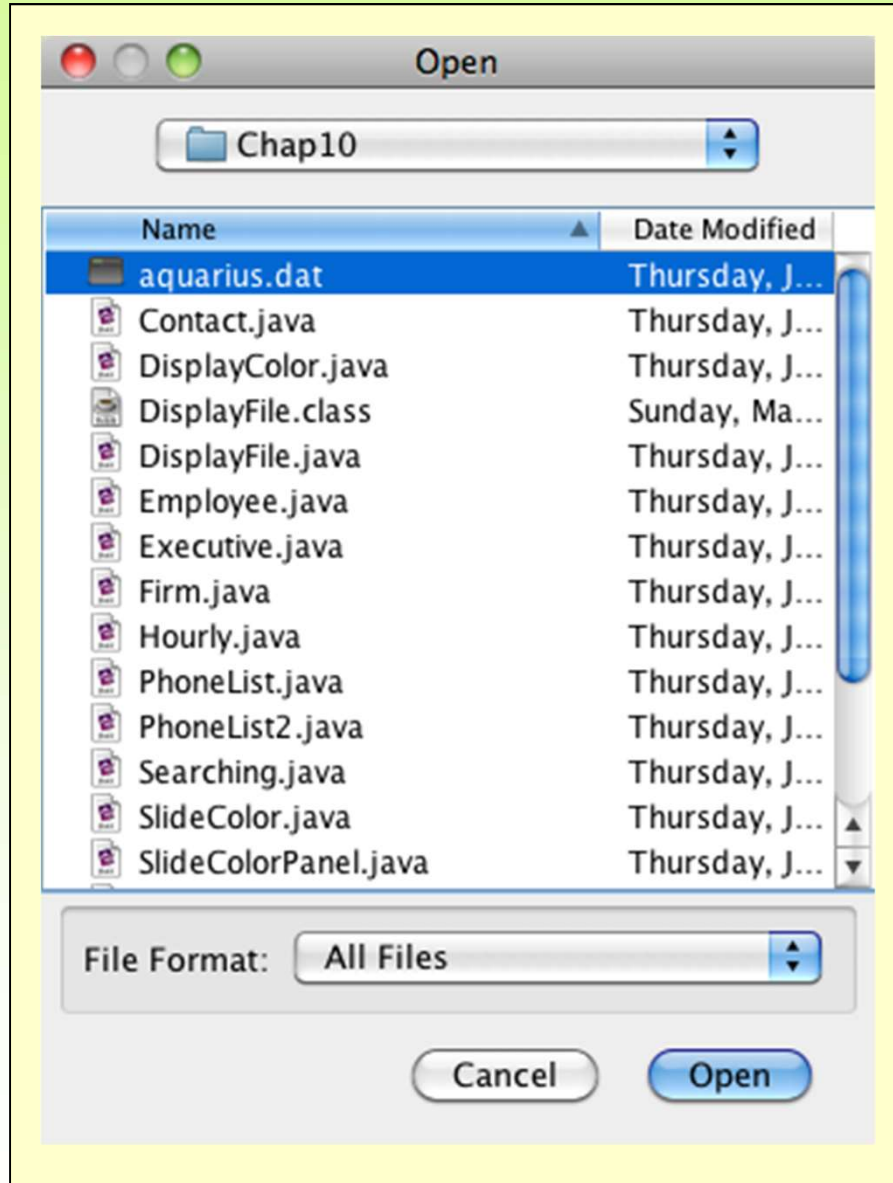 Open
Chap10
Name Date Modified
aquarius.dat Thursday, J...
Contact.java Thursday, J...
DisplayColor.java Thursday, J...
DisplayFile.class Sunday, Ma...
DisplayFile.java Thursday, J...
Employee.java Thursday, J...
Executive.java Thursday, J...
Firm.java Thursday, J...
Hourly.java Thursday, J...
PhoneList.java Thursday, J...
PhoneList2.java Thursday, J...
Searching.java Thursday, J...
SlideColor.java Thursday, J...
SlideColorPanel.java Thursday, J...
File Format: All Files
Cancel Open